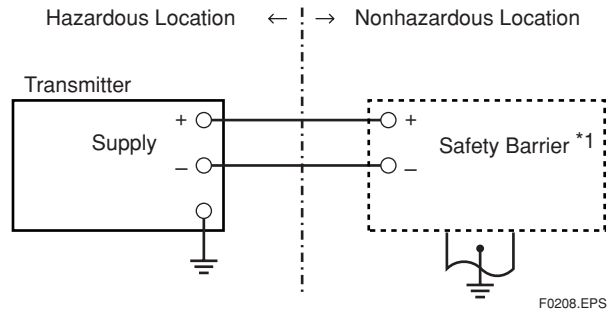 Hazardous Location ← → Nonhazardous Location
Transmitter
+ +
Supply Safety Barrier *1
– –
F0208.EPS